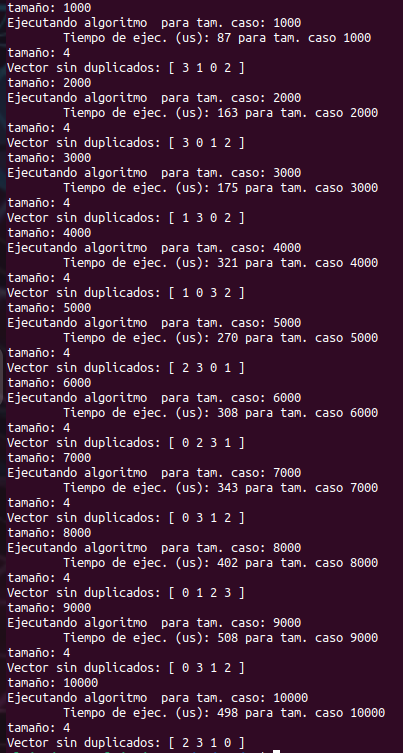 tamaño: 1000
Ejecutando algoritmo  para tam. caso: 1000
        Tiempo de ejec. (us): 87 para tam. caso 1000
tamaño: 4
Vector sin duplicados: [ 3 1 0 2 ]
tamaño: 2000
Ejecutando algoritmo  para tam. caso: 2000
        Tiempo de ejec. (us): 163 para tam. caso 2000
tamaño: 4
Vector sin duplicados: [ 3 0 1 2 ]
tamaño: 3000
Ejecutando algoritmo  para tam. caso: 3000
        Tiempo de ejec. (us): 175 para tam. caso 3000
tamaño: 4
Vector sin duplicados: [ 1 3 0 2 ]
tamaño: 4000
Ejecutando algoritmo  para tam. caso: 4000
        Tiempo de ejec. (us): 321 para tam. caso 4000
tamaño: 4
Vector sin duplicados: [ 1 0 3 2 ]
tamaño: 5000
Ejecutando algoritmo  para tam. caso: 5000
        Tiempo de ejec. (us): 270 para tam. caso 5000
tamaño: 4
Vector sin duplicados: [ 2 3 0 1 ]
tamaño: 6000
Ejecutando algoritmo  para tam. caso: 6000
        Tiempo de ejec. (us): 308 para tam. caso 6000
tamaño: 4
Vector sin duplicados: [ 0 2 3 1 ]
tamaño: 7000
Ejecutando algoritmo  para tam. caso: 7000
        Tiempo de ejec. (us): 343 para tam. caso 7000
tamaño: 4
Vector sin duplicados: [ 0 3 1 2 ]
tamaño: 8000
Ejecutando algoritmo  para tam. caso: 8000
        Tiempo de ejec. (us): 402 para tam. caso 8000
tamaño: 4
Vector sin duplicados: [ 0 1 2 3 ]
tamaño: 9000
Ejecutando algoritmo  para tam. caso: 9000
        Tiempo de ejec. (us): 508 para tam. caso 9000
tamaño: 4
Vector sin duplicados: [ 0 3 1 2 ]
tamaño: 10000
Ejecutando algoritmo  para tam. caso: 10000
        Tiempo de ejec. (us): 498 para tam. caso 10000
tamaño: 4
Vector sin duplicados: [ 2 3 1 0 ]